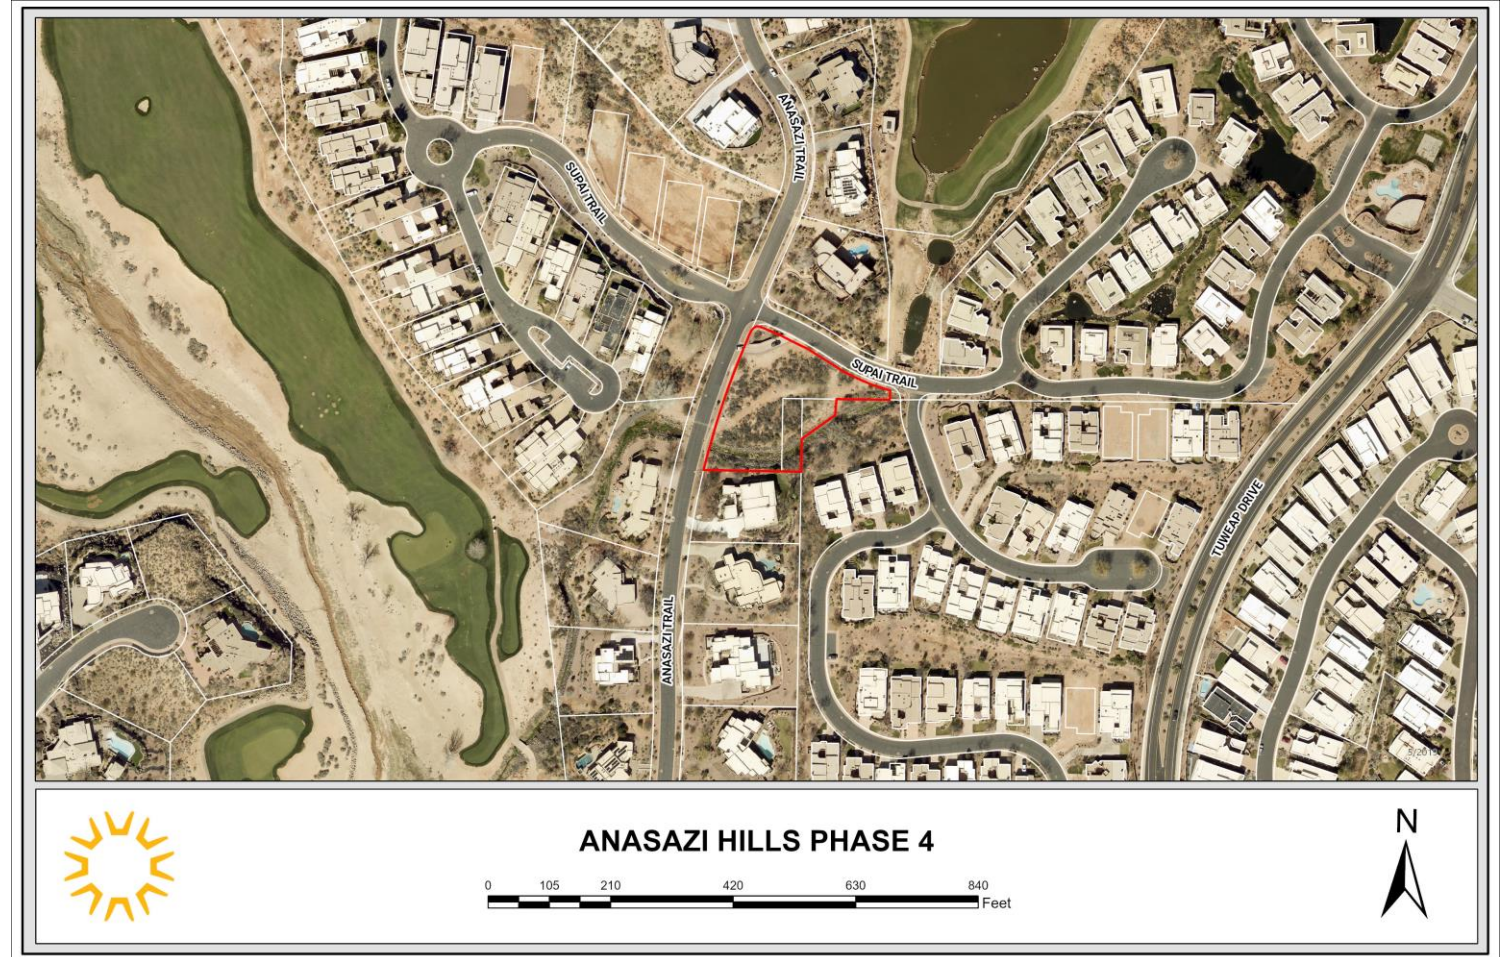 ANASAZI TRAIL
SUPAI TRAIL
SUPAI TRAIL
TUWEAP DRIVE
ANASAZI TRAIL
ANASAZI HILLS PHASE 4
0 105 210 420 630 840
Feet
N